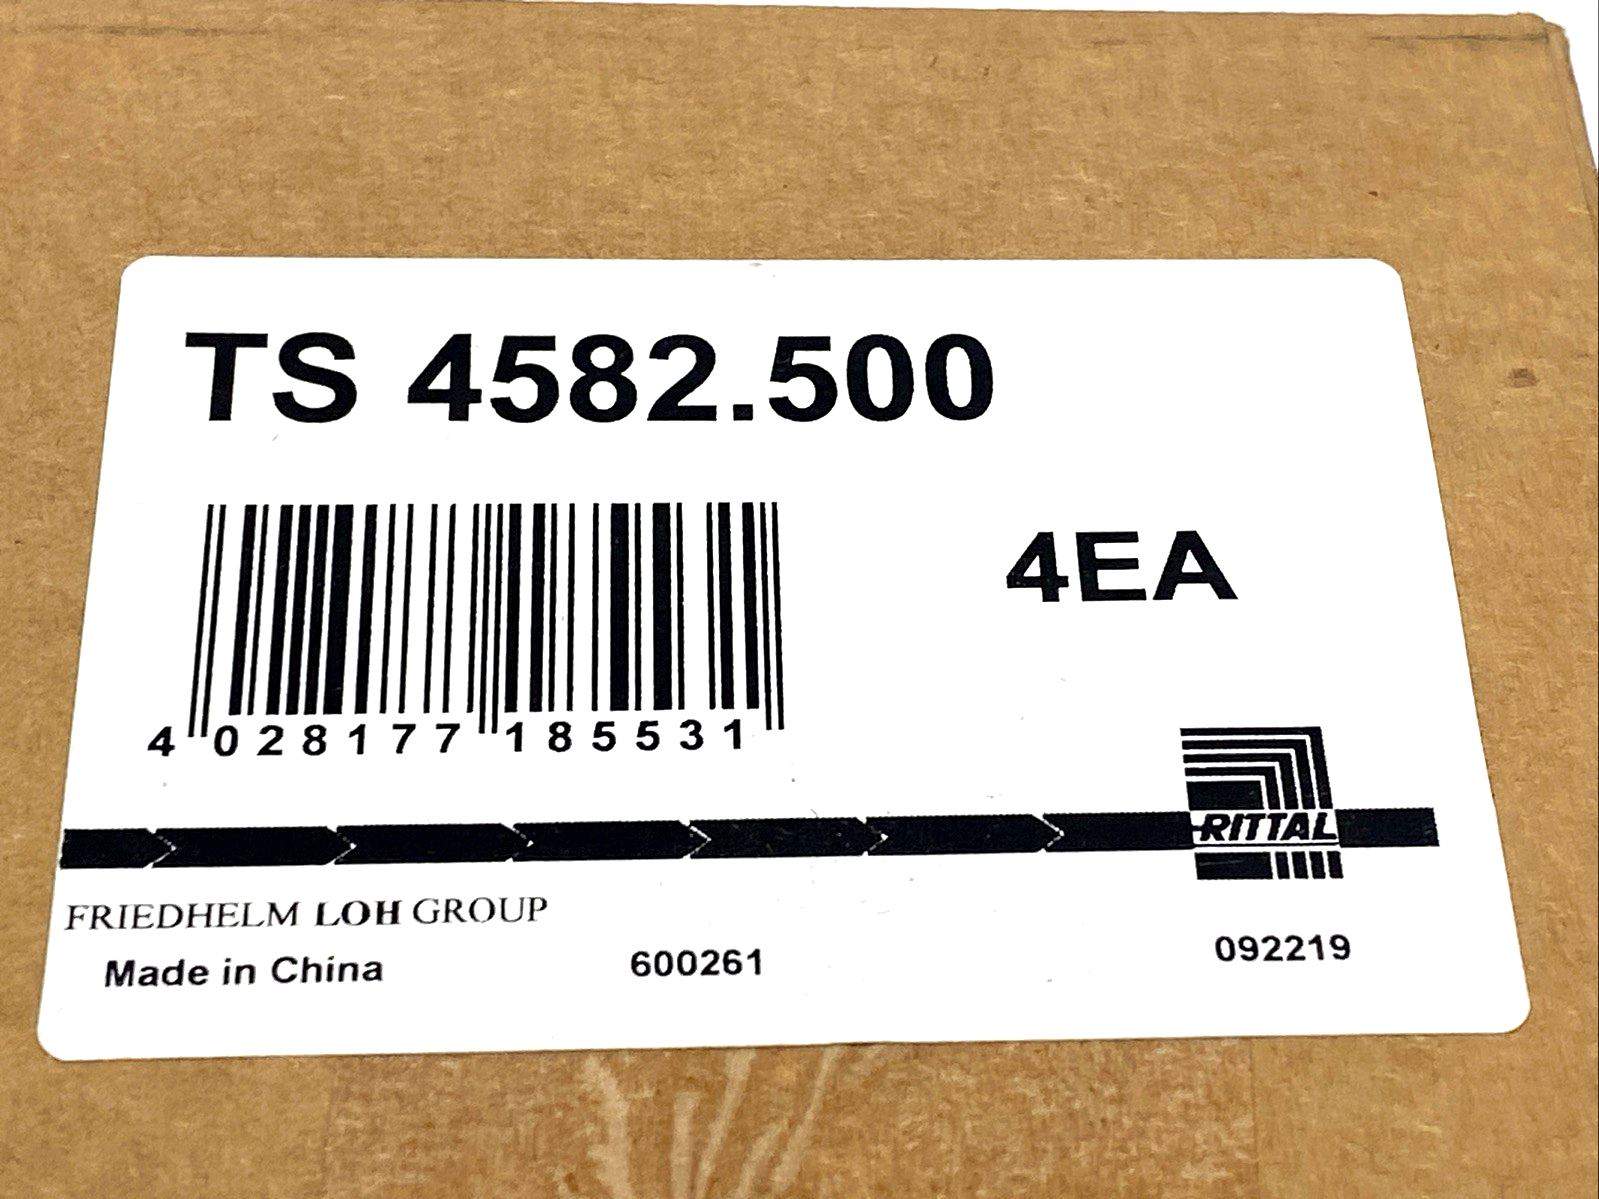 TS 4582.500
4EA
4 028177 185531
RITTAL
FRIEDHELM LOH GROUP
Made in China 600261 092219